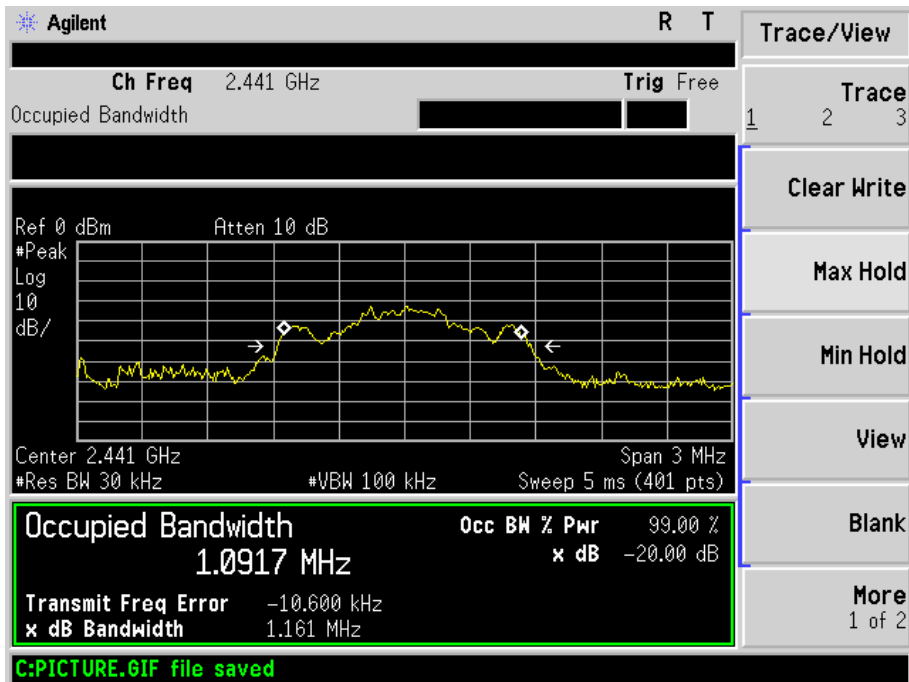 Agilent R T
Trace/View
Ch Freq 2.441 GHz Trig Free
Occupied Bandwidth
Trace
1 2 3
Clear Write
Max Hold
Min Hold
View
Blank
More
1 of 2
Ref 0 dBm Atten 10 dB
#Peak
Log
10
dB/
Center 2.441 GHz Span 3 MHz
#Res BW 30 kHz #VBW 100 kHz Sweep 5 ms (401 pts)
Occupied Bandwidth Occ BW % Pwr 99.00 %
1.0917 MHz x dB -20.00 dB
Transmit Freq Error -10.600 kHz
x dB Bandwidth 1.161 MHz
C:PICTURE.GIF file saved